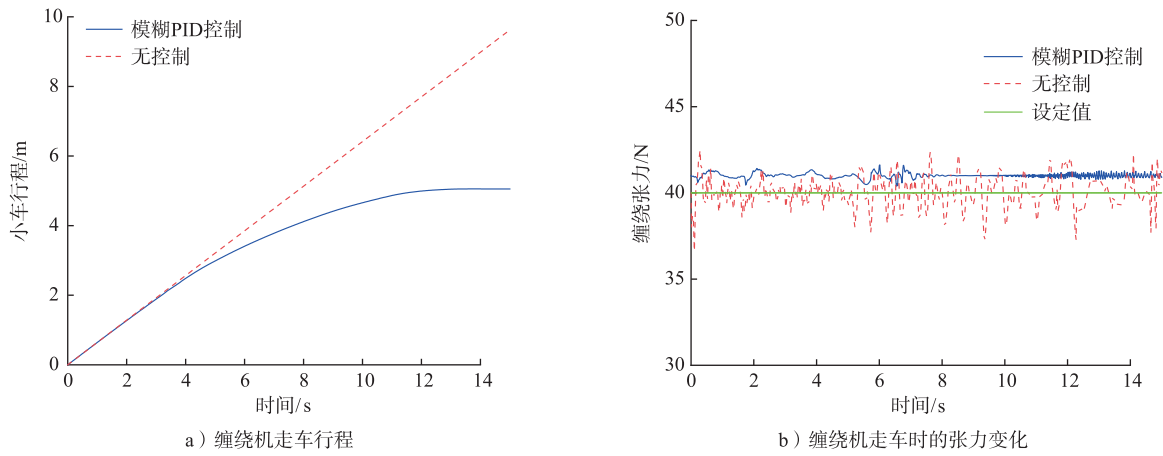 10
8
6
4
2
0
小车行程/m
模糊PID控制
无控制
0 2 4 6 8 10 12 14
时间/s
a）缠绕机走车行程
50
45
40
35
30
缠绕张力/N
模糊PID控制
无控制
设定值
0 2 4 6 8 10 12 14
时间/s
b）缠绕机走车时的张力变化